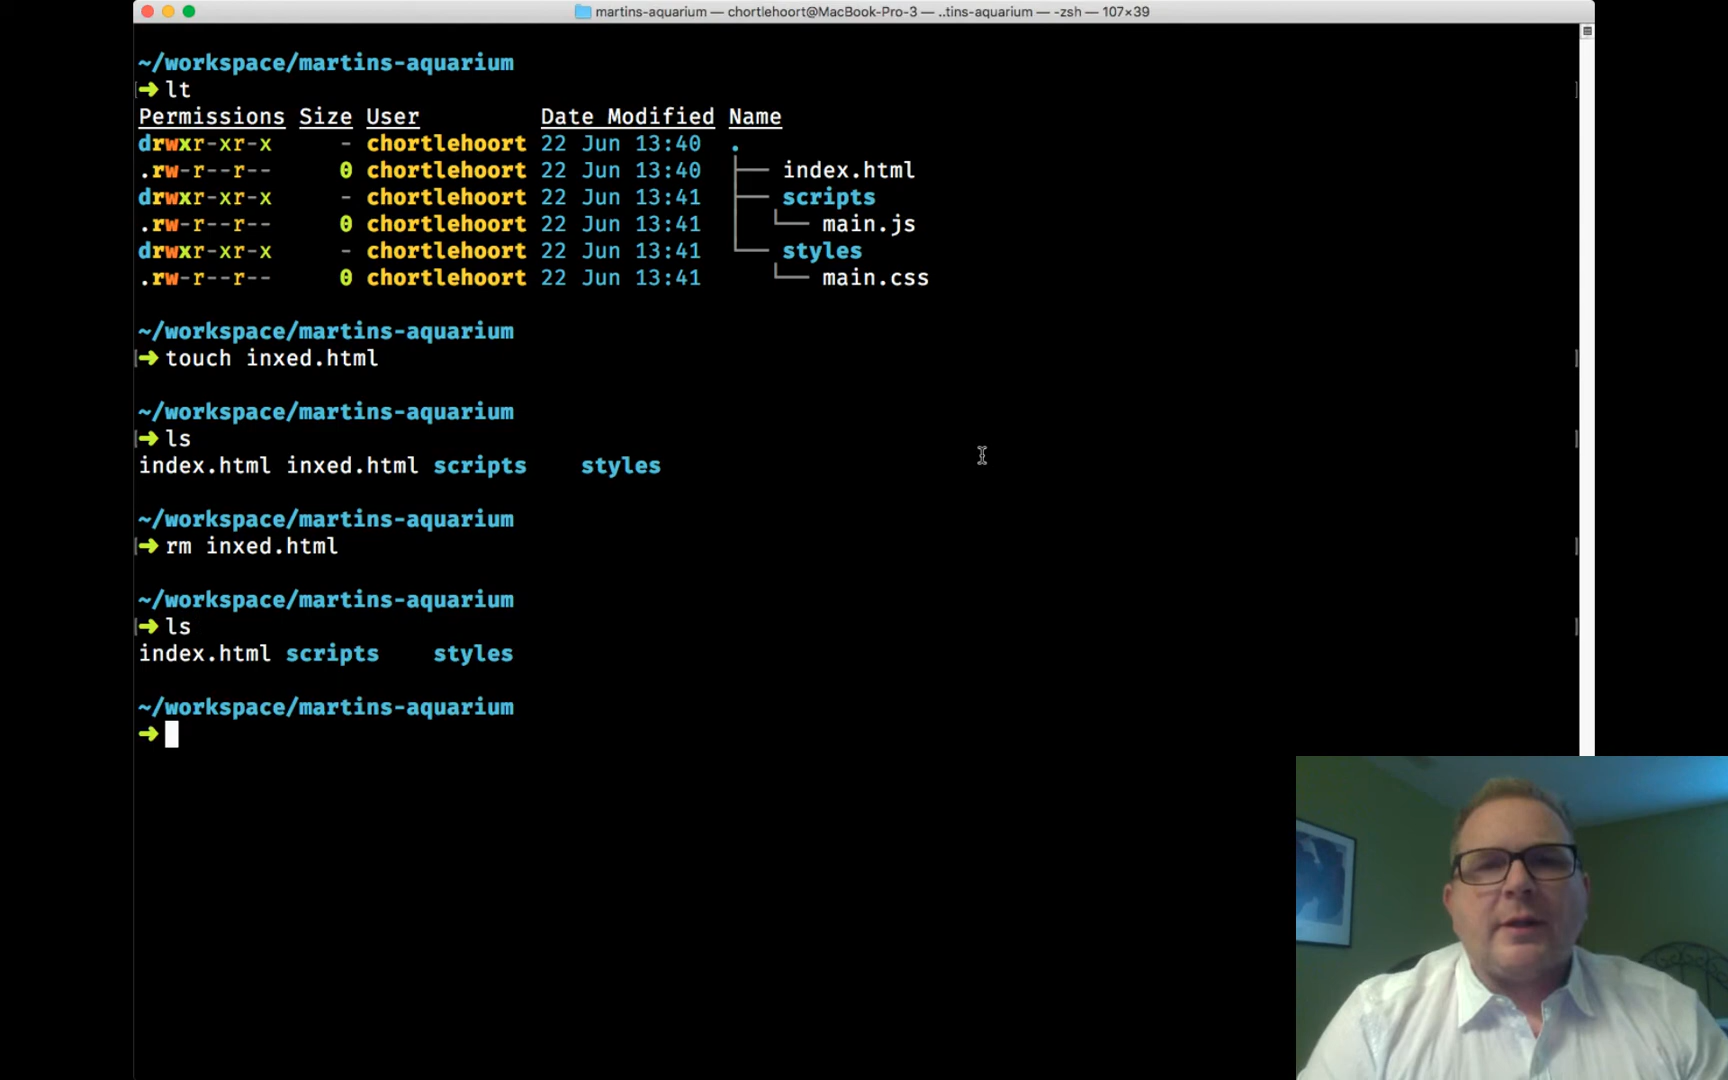 martins-aquarium — chortlehoort@MacBook-Pro-3 — ..tins-aquarium — -zsh — 107×39
~/workspace/martins-aquarium
➜ lt
Permissions Size User Date Modified Name
drwxr-xr-x - chortlehoort 22 Jun 13:40 .
.rw-r--r-- 0 chortlehoort 22 Jun 13:40 ├── index.html
drwxr-xr-x - chortlehoort 22 Jun 13:41 ├── scripts
.rw-r--r-- 0 chortlehoort 22 Jun 13:41 │ └── main.js
drwxr-xr-x - chortlehoort 22 Jun 13:41 └── styles
.rw-r--r-- 0 chortlehoort 22 Jun 13:41 └── main.css
~/workspace/martins-aquarium
➜ touch inxed.html
~/workspace/martins-aquarium
➜ ls
index.html inxed.html scripts styles
~/workspace/martins-aquarium
➜ rm inxed.html
~/workspace/martins-aquarium
➜ ls
index.html scripts styles
~/workspace/martins-aquarium
➜